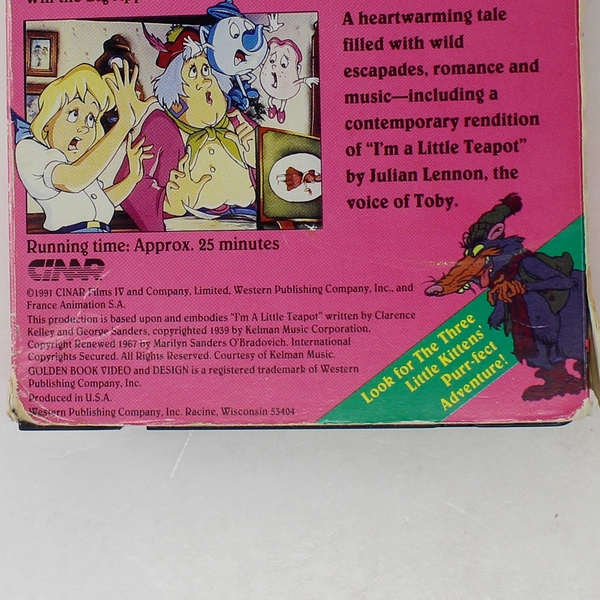 A heartwarming tale
filled with wild
escapades, romance and
music—including a
contemporary rendition
of "I'm a Little Teapot"
by Julian Lennon, the
voice of Toby.
Running time: Approx. 25 minutes
CINAR
©1991 CINAR Films IV and Company, Limited, Western Publishing Company, Inc., and
France Animation S.A.
This production is based upon and embodies "I'm A Little Teapot" written by Clarence
Kelley and George Sanders, copyrighted 1939 by Kelman Music Corporation,
Copyright Renewed 1967 by Marilyn Sanders O'Bradovich. International
Copyrights Secured. All Rights Reserved. Courtesy of Kelman Music.
GOLDEN BOOK VIDEO and DESIGN is a registered trademark of Western
Publishing Company, Inc.
Produced in U.S.A.
Western Publishing Company, Inc. Racine, Wisconsin 53404
Look for The Three
Little Kittens'
Purr-fect
Adventure!